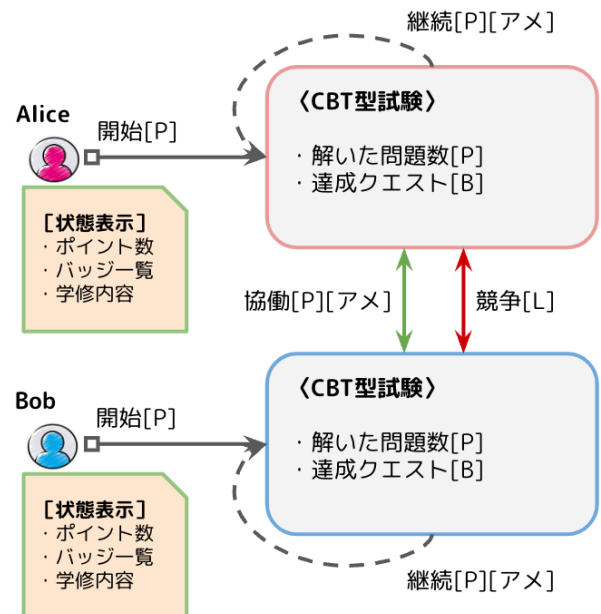 継続[P][アメ]
〈CBT型試験〉
Alice
開始[P]
・解いた問題数[P]
・達成クエスト[B]
［状態表示］
・ポイント数
・バッジ一覧
・学修内容
協働[P][アメ]
競争[L]
〈CBT型試験〉
Bob
開始[P]
・解いた問題数[P]
・達成クエスト[B]
［状態表示］
・ポイント数
・バッジ一覧
・学修内容
継続[P][アメ]